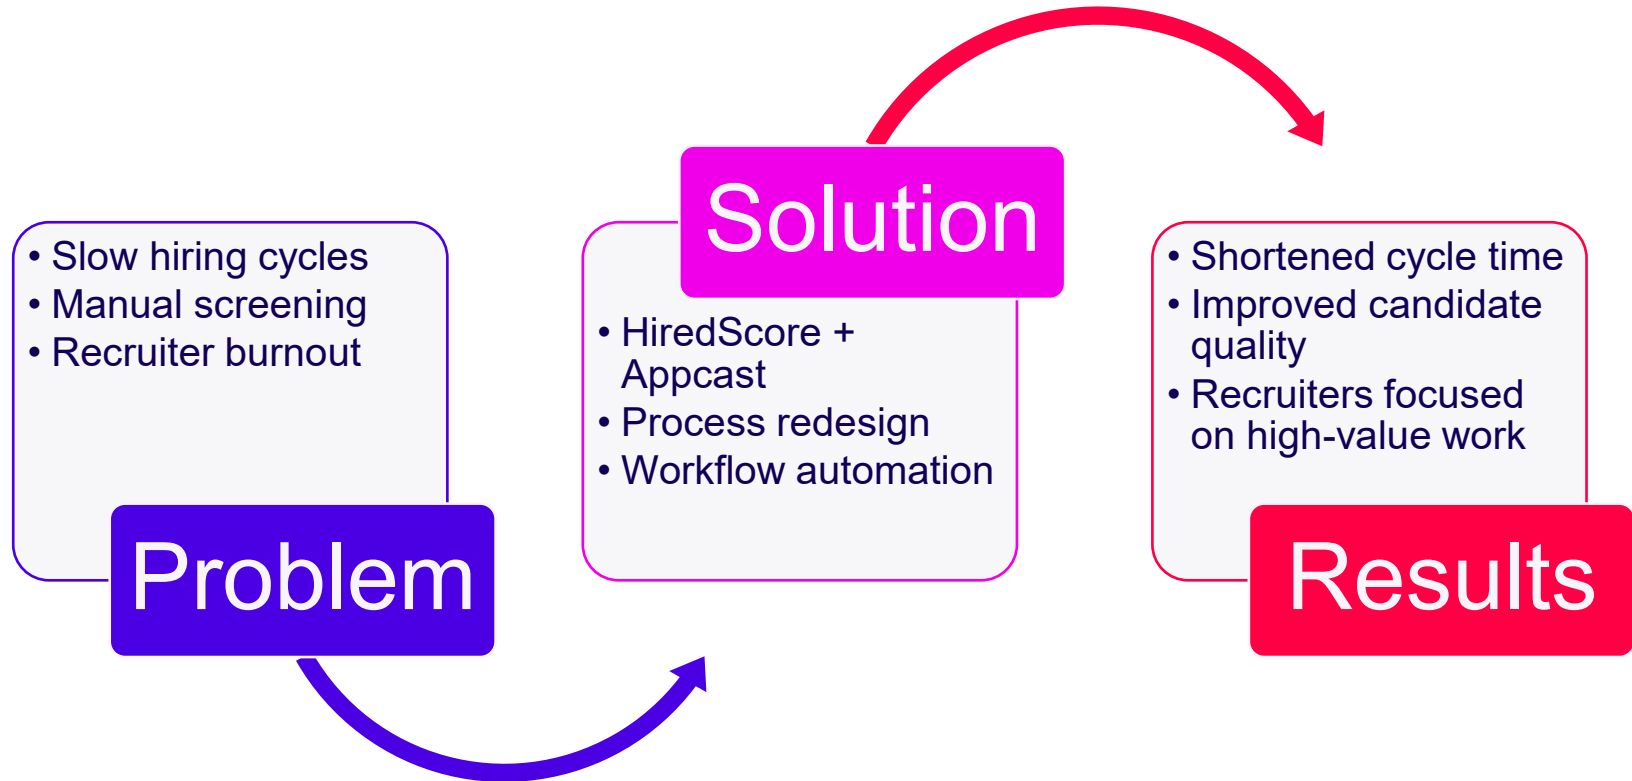 • Slow hiring cycles
• Manual screening
• Recruiter burnout
Problem
Solution
• HiredScore +
Appcast
• Process redesign
• Workflow automation
• Shortened cycle time
• Improved candidate
quality
• Recruiters focused
on high-value work
Results